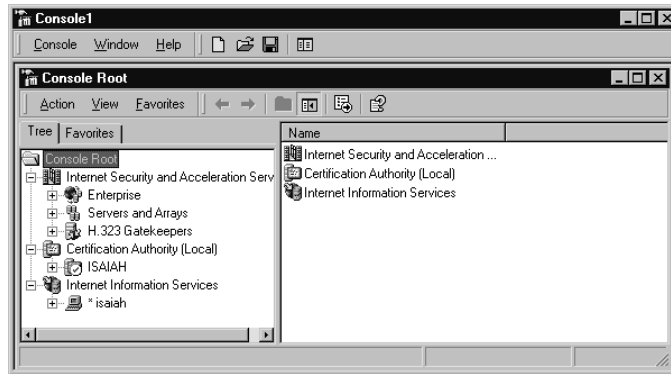 Console1
Console Window Help
Console Root
Action View Favorites
Tree Favorites
Name
Console Root
Internet Security and Acceleration Serv
Enterprise
Servers and Arrays
H.323 Gatekeepers
Certification Authority (Local)
ISAIAH
Internet Information Services
* isaiah
Internet Security and Acceleration ...
Certification Authority (Local)
Internet Information Services